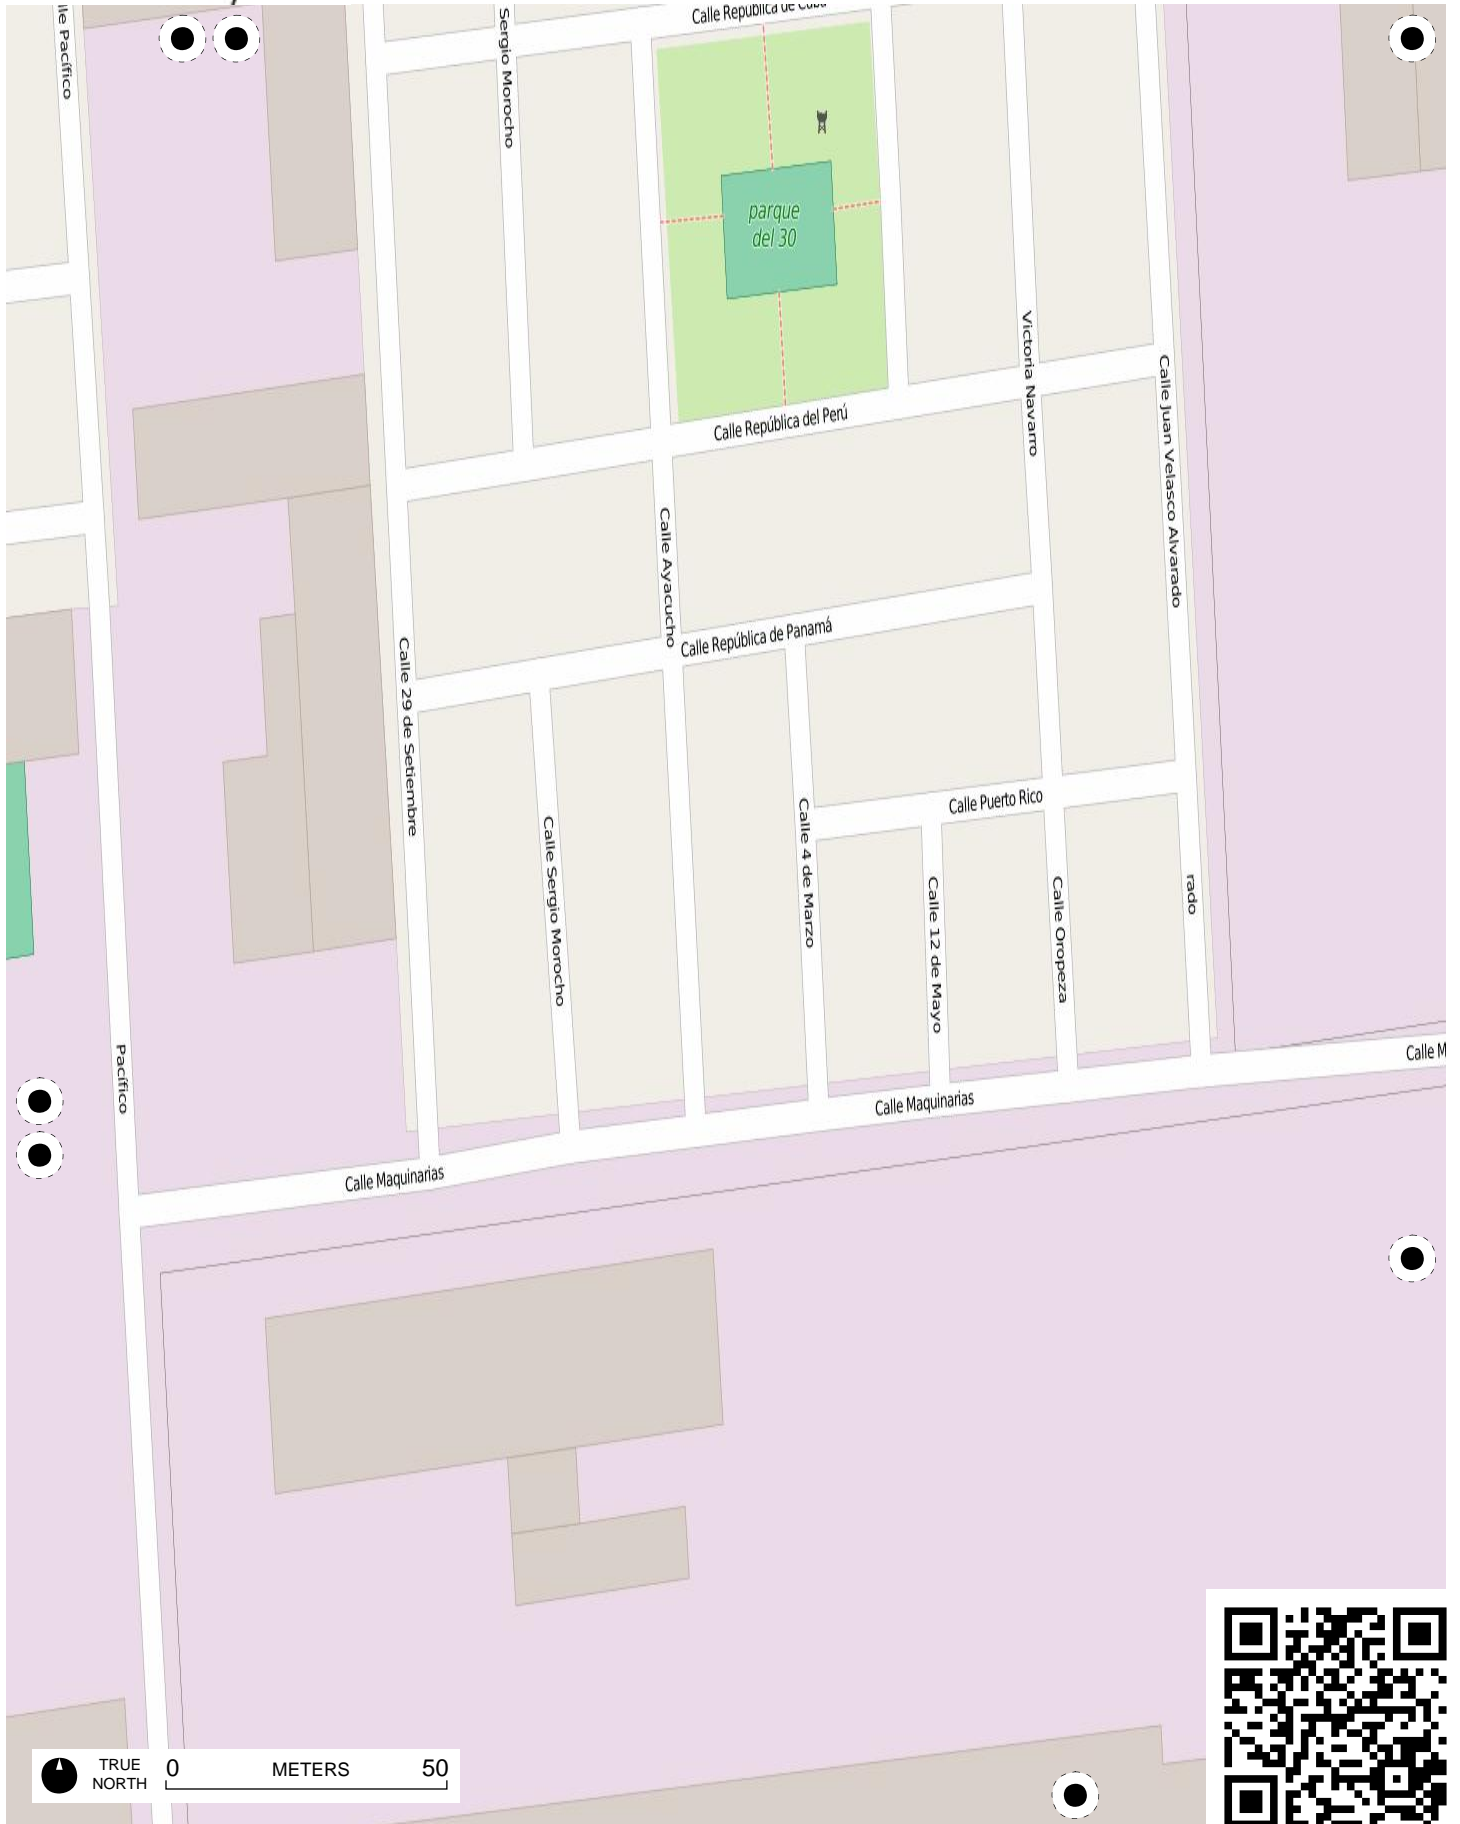 lle Pacífico
Sergio Morocho
Calle República de Cuba
parque
del 30
Victoria Navarro
Calle Juan Velasco Alvarado
Calle República del Perú
Calle Ayacucho
Calle República de Panamá
Calle 29 de Setiembre
Calle Puerto Rico
Calle Sergio Morocho
Calle 4 de Marzo
Calle 12 de Mayo
Calle Oropeza
rado
Pacífico
Calle M
Calle Maquinarias
Calle Maquinarias
TRUE
NORTH
0 METERS 50